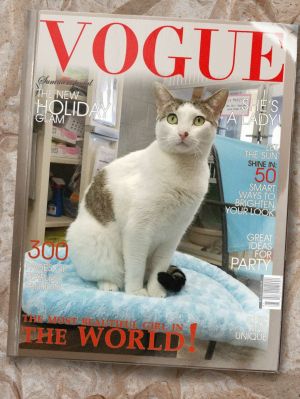 VOGUE
THE NEW
HOLIDAY
GLAM
SHE'S
A LADY!
THE SUN
SHINE IN:
50
SMART
WAYS TO
BRIGHTEN
YOUR LOOK
GREAT
IDEAS
FOR
PARTY
300
UNIQUE
THE MOST BEAUTIFUL GIRL IN
THE WORLD!